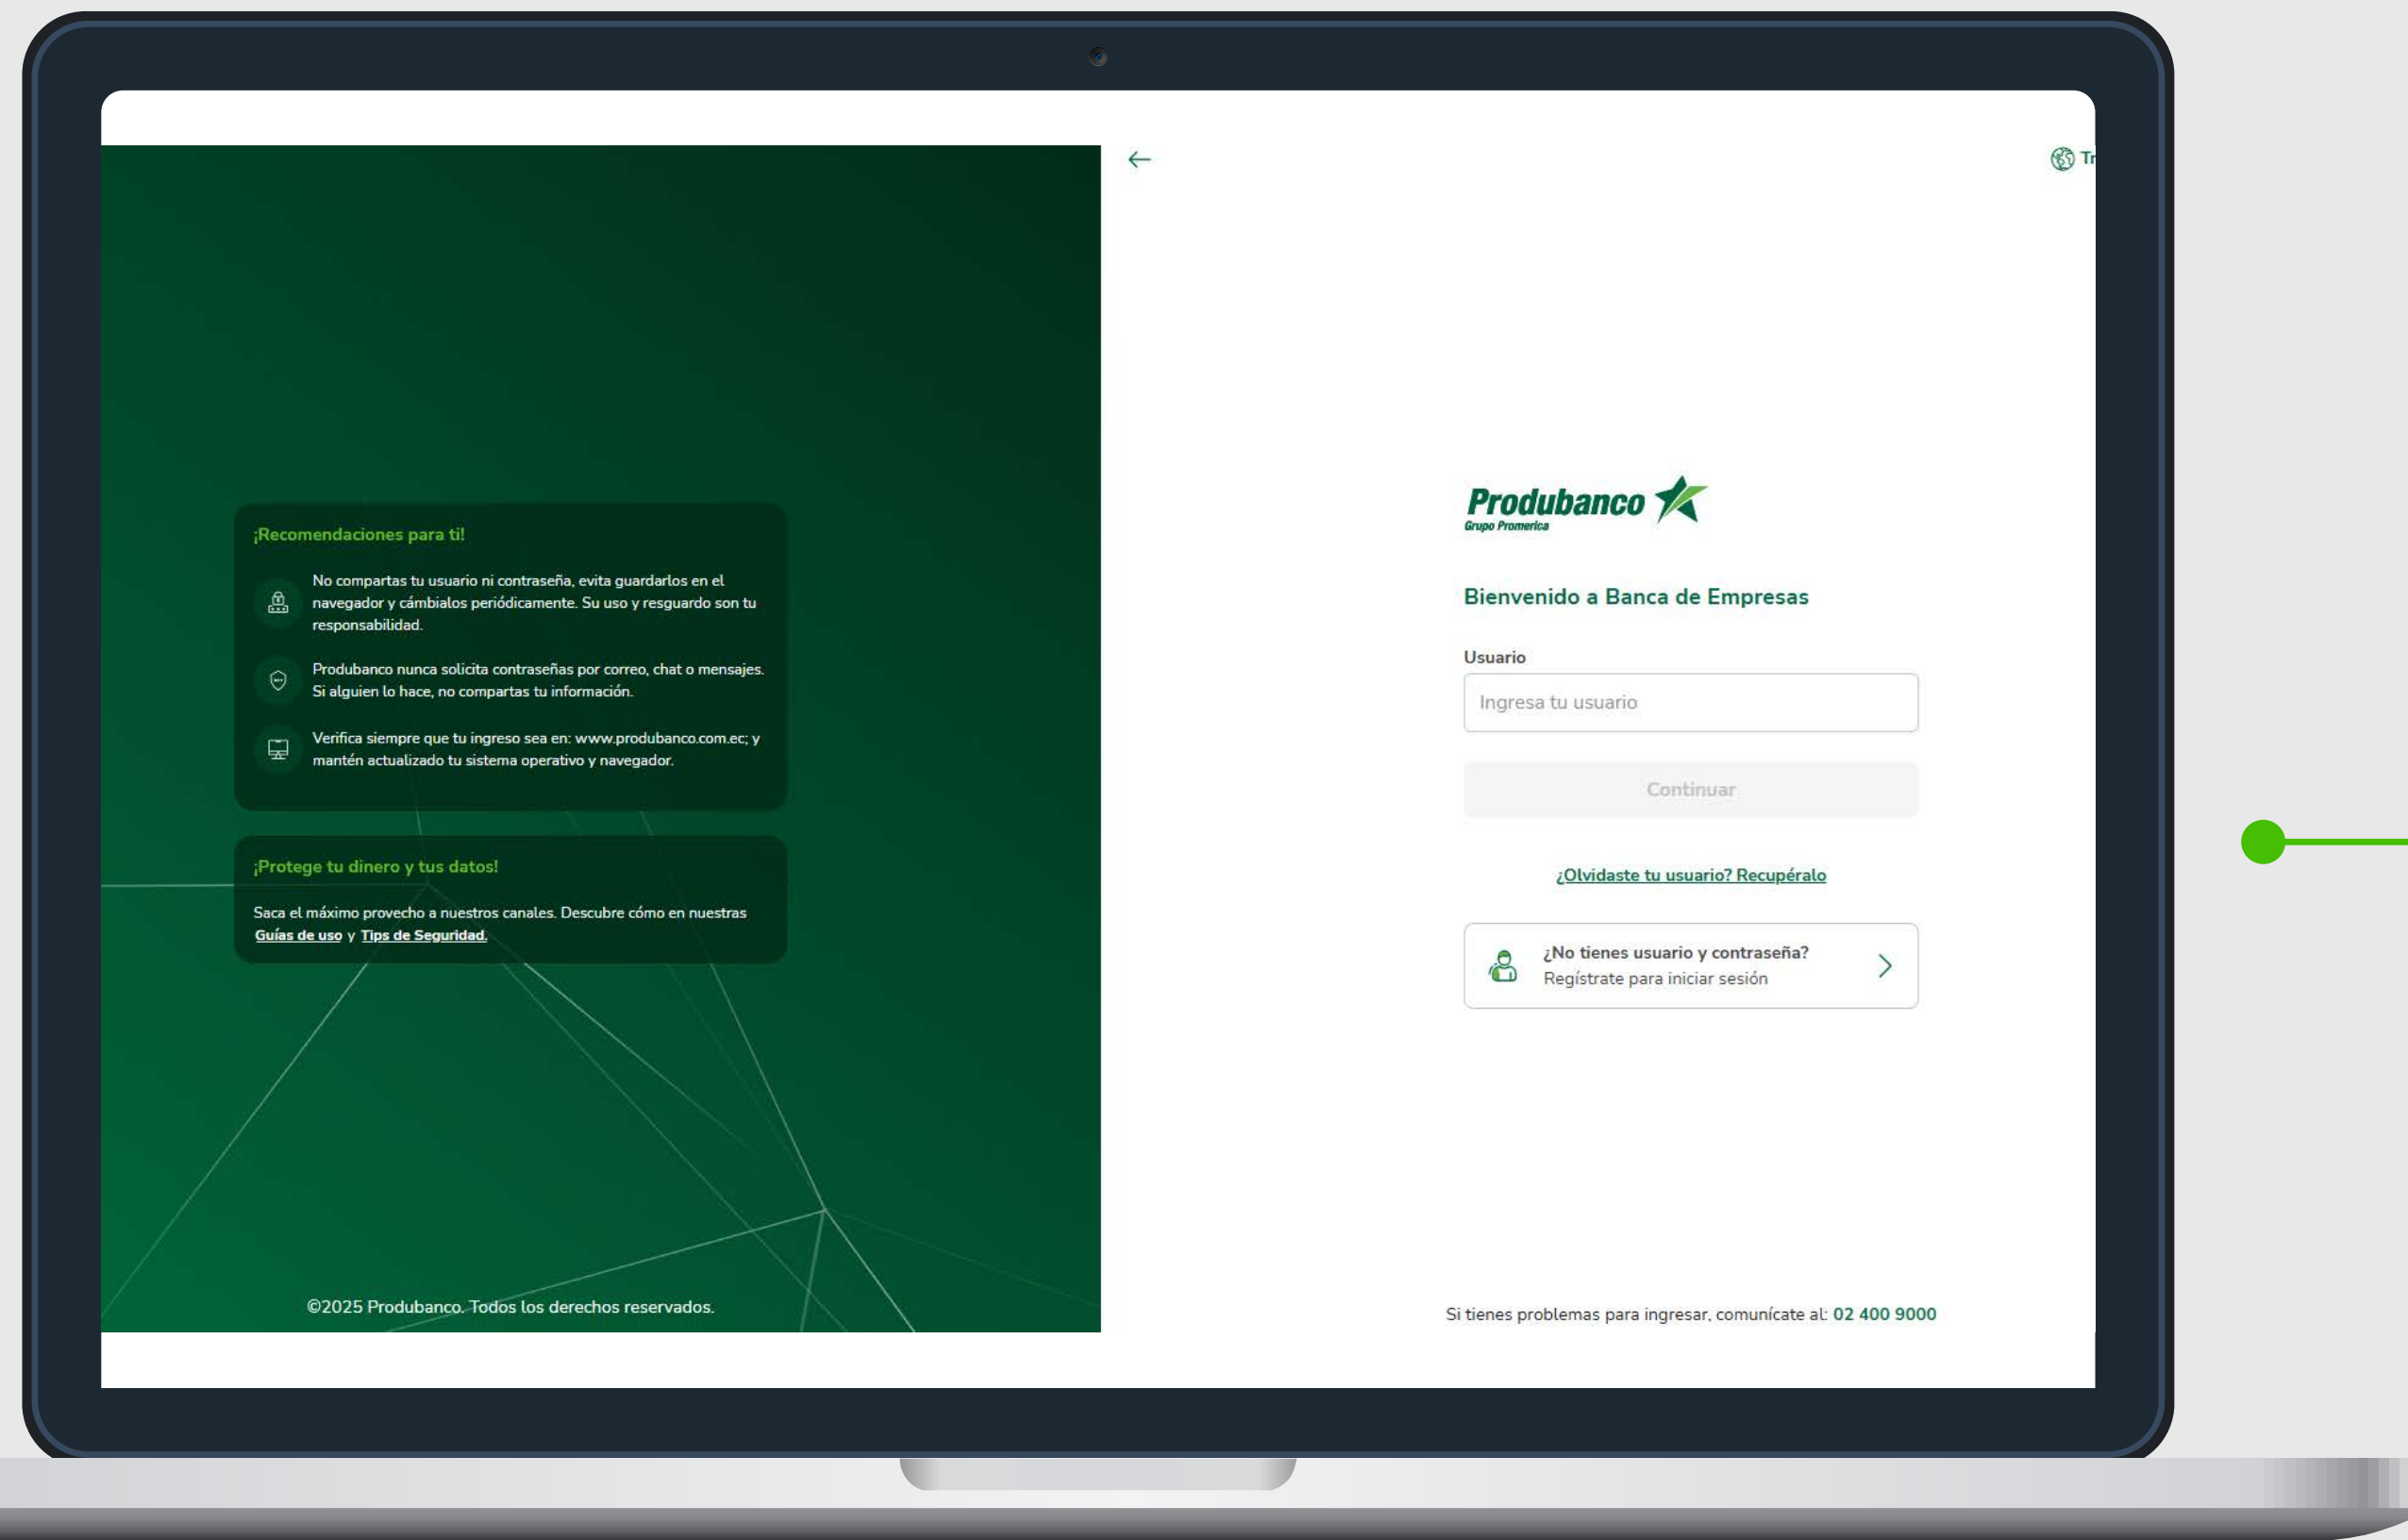 ¡Recomendaciones para ti!
No compartas tu usuario ni contraseña, evita guardarlos en el
navegador y cámbialos periódicamente. Su uso y resguardo son tu
responsabilidad.
Produbanco nunca solicita contraseñas por correo, chat o mensajes.
Si alguien lo hace, no compartas tu información.
Verifica siempre que tu ingreso sea en: www.produbanco.com.ec; y
mantén actualizado tu sistema operativo y navegador.
¡Protege tu dinero y tus datos!
Saca el máximo provecho a nuestros canales. Descubre cómo en nuestras
Guías de uso y Tips de Seguridad.
©2025 Produbanco. Todos los derechos reservados.
Tr
Produbanco
Grupo Promerica
Bienvenido a Banca de Empresas
Usuario
Ingresa tu usuario
Continuar
¿Olvidaste tu usuario? Recupéralo
¿No tienes usuario y contraseña?
Regístrate para iniciar sesión
Si tienes problemas para ingresar, comunícate al: 02 400 9000